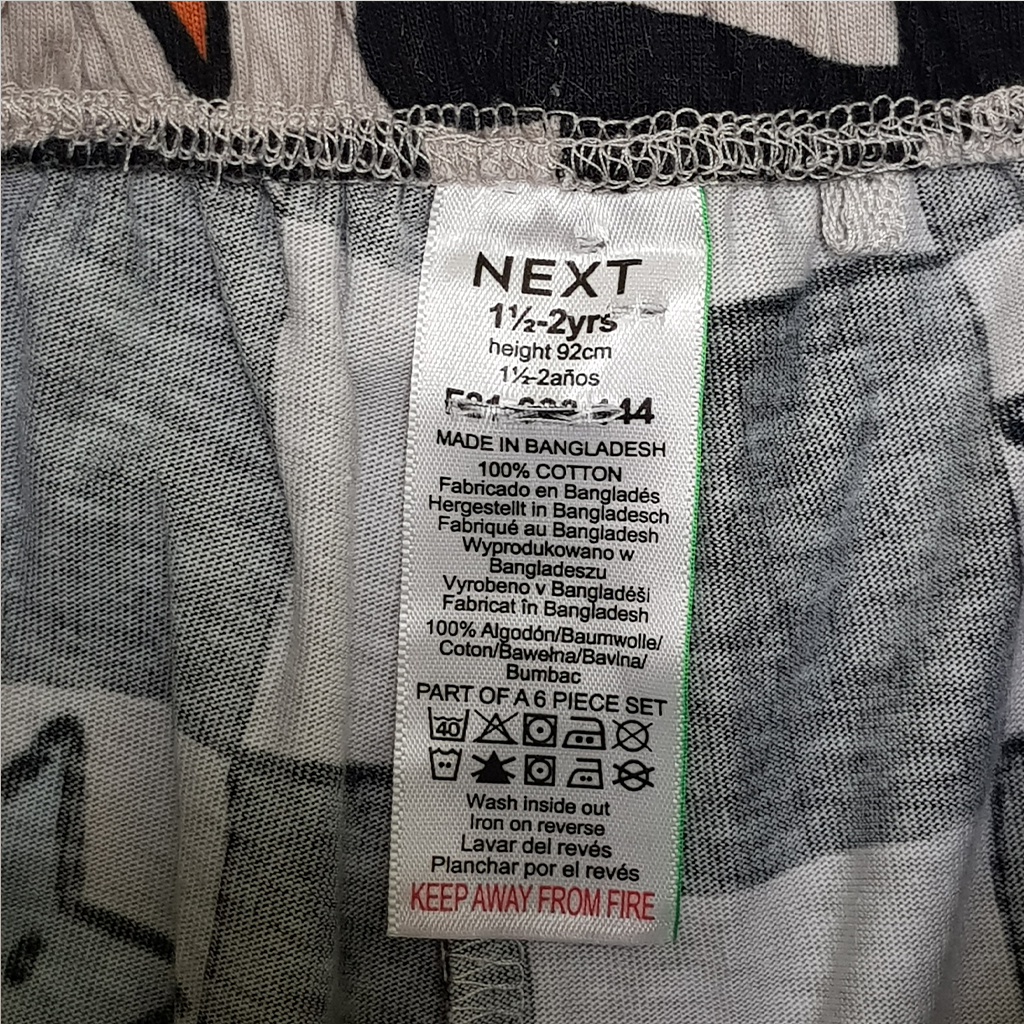 NEXT
1½-2yrs
height 92cm
1½-2años
44
MADE IN BANGLADESH
100% COTTON
Fabricado en Bangladés
Hergestellt in Bangladesch
Fabriqué au Bangladesh
Wyprodukowano w
Bangladeszu
Vyrobeno v Bangladéši
Fabricat în Bangladesh
100% Algodón/Baumwolle/
Coton/Bawełna/Bavlna/
Bumbac
PART OF A 6 PIECE SET
40
Wash inside out
Iron on reverse
Lavar del revés
Planchar por el revés
KEEP AWAY FROM FIRE